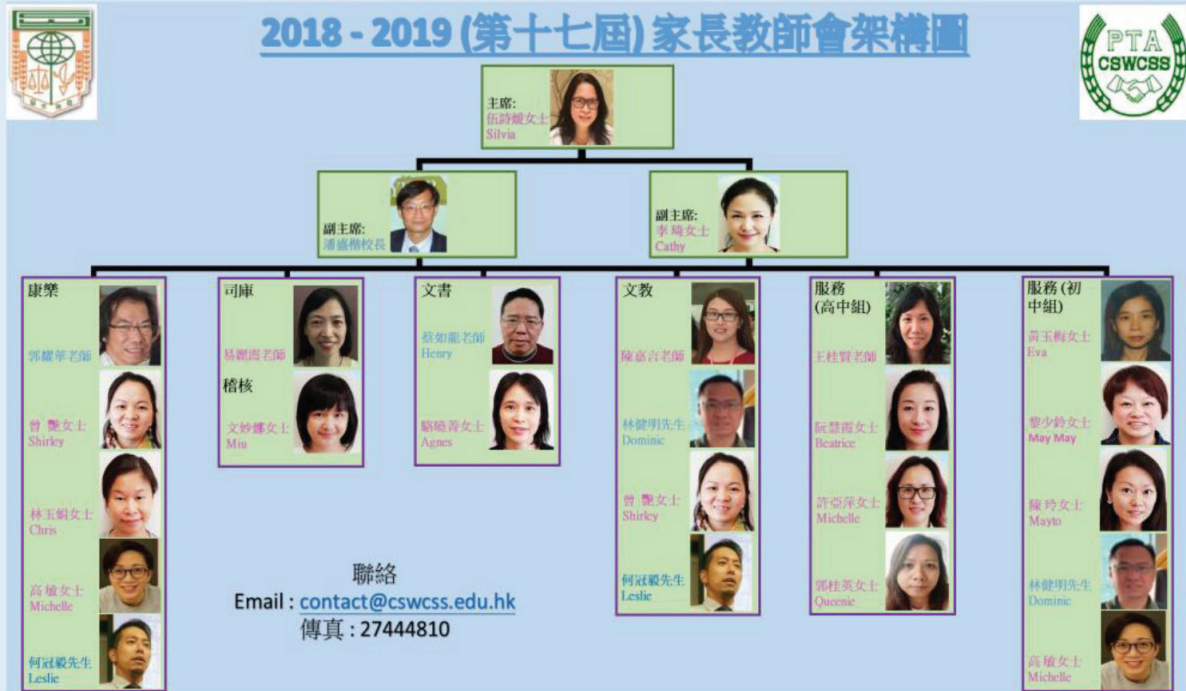 2018 - 2019 (第十七屆) 家長教師會架構圖
PTA
CSWCSS
主席:
伍詩媛女士
Silvia
副主席:
潘盛楷校長
副主席:
李琦女士
Cathy
康樂
郭耀華老師
曾 艷女士
Shirley
林玉娟女士
Chris
高敏女士
Michelle
何冠毅先生
Leslie
司庫
易麗霞老師
稽核
文妙娜女士
Miu
文書
蔡如龍老師
Henry
駱曉菁女士
Agnes
文教
陳嘉言老師
林健明先生
Dominic
曾 艷女士
Shirley
何冠毅先生
Leslie
服務
(高中組)
王桂賢老師
阮慧霞女士
Beatrice
許亞萍女士
Michelle
郭桂英女士
Queenie
服務 (初
中組)
黃玉梅女士
Eva
黎少鈴女士
May May
陳玲女士
Mayto
林健明先生
Dominic
高敏女士
Michelle
聯絡
Email : contact@cswcss.edu.hk
傳真 : 27444810